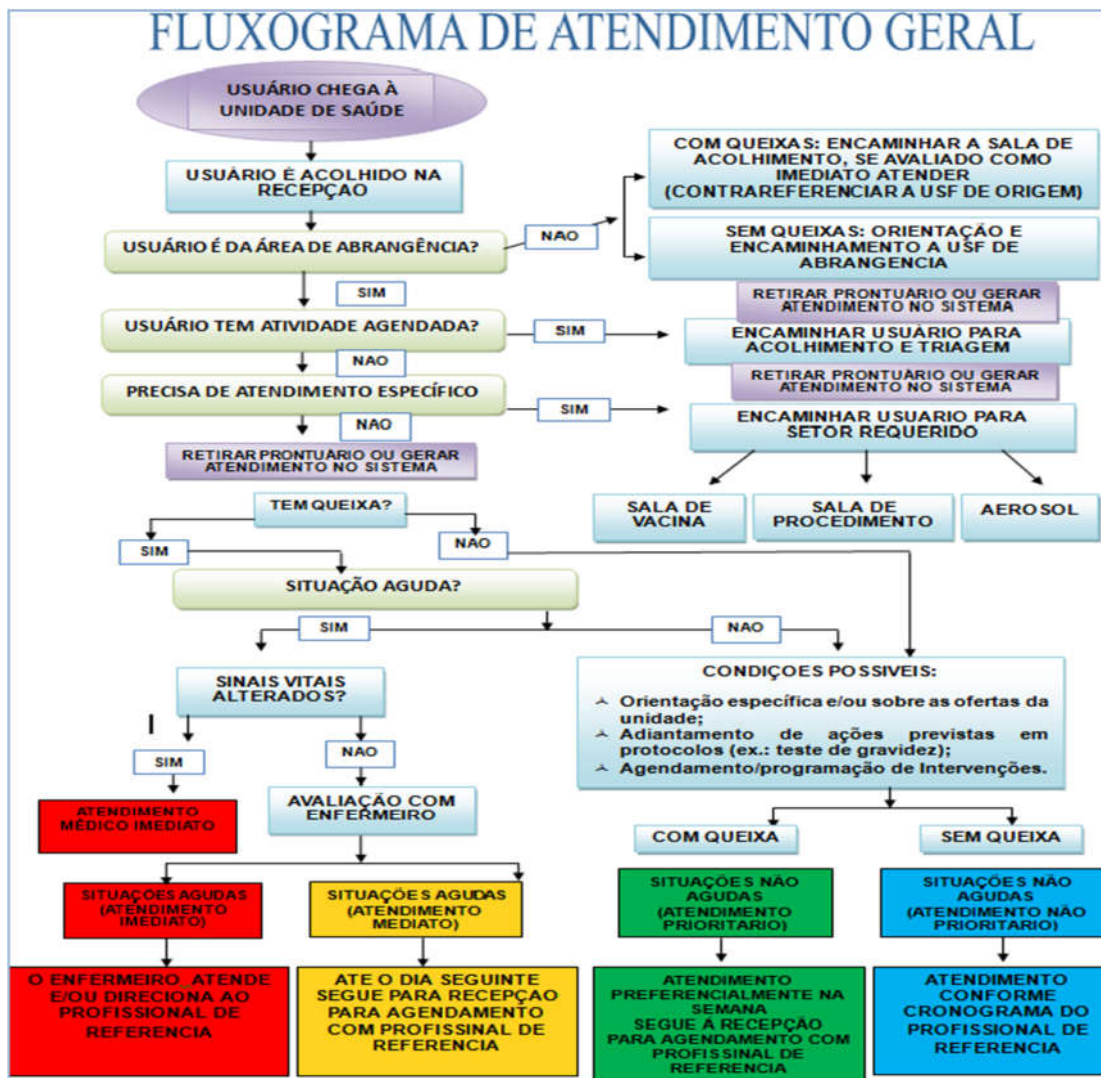 FLUXOGRAMA DE ATENDIMENTO GERAL
USUÁRIO CHEGA À
UNIDADE DE SAÚDE
USUÁRIO É ACOLHIDO NA
RECEPÇAO
COM QUEIXAS: ENCAMINHAR A SALA DE
ACOLHIMENTO, SE AVALIADO COMO
IMEDIATO ATENDER
(CONTRAREFERENCIAR A USF DE ORIGEM)
USUÁRIO É DA ÁREA DE ABRANGÊNCIA?
NAO
SEM QUEIXAS: ORIENTAÇÃO E
ENCAMINHAMENTO A USF DE
ABRANGENCIA
SIM
RETIRAR PRONTUÁRIO OU GERAR
ATENDIMENTO NO SISTEMA
USUÁRIO TEM ATIVIDADE AGENDADA?
SIM
ENCAMINHAR USUÁRIO PARA
ACOLHIMENTO E TRIAGEM
NAO
RETIRAR PRONTUÁRIO OU GERAR
ATENDIMENTO NO SISTEMA
PRECISA DE ATENDIMENTO ESPECÍFICO
SIM
ENCAMINHAR USUARIO PARA
SETOR REQUERIDO
NAO
RETIRAR PRONTUÁRIO OU GERAR
ATENDIMENTO NO SISTEMA
SALA DE
VACINA
SALA DE
PROCEDIMENTO
AEROSOL
TEM QUEIXA?
SIM
NAO
SITUAÇÃO AGUDA?
SIM
NAO
SINAIS VITAIS
ALTERADOS?
CONDIÇOES POSSIVEIS:
Orientação específica e/ou sobre as ofertas da
unidade;
Adiantamento de ações previstas em
protocolos (ex.: teste de gravidez);
Agendamento/programação de Intervenções.
SIM
NAO
ATENDIMENTO
MÉDICO IMEDIATO
AVALIAÇÃO COM
ENFERMEIRO
COM QUEIXA
SEM QUEIXA
SITUAÇÕES AGUDAS
(ATENDIMENTO
IMEDIATO)
SITUAÇÕES AGUDAS
(ATENDIMENTO
MEDIATO)
SITUAÇÕES NÃO
AGUDAS
(ATENDIMENTO
PRIORITARIO)
SITUAÇÕES NÃO
AGUDAS
(ATENDIMENTO NÃO
PRIORITARIO)
O ENFERMEIRO ATENDE
E/OU DIRECIONA AO
PROFISSIONAL DE
REFERENCIA
ATE O DIA SEGUINTE
SEGUE PARA RECEPÇAO
PARA AGENDAMENTO
COM PROFISSINAL DE
REFERENCIA
ATENDIMENTO
PREFERENCIALMENTE NA
SEMANA
SEGUE À RECEPÇÃO
PARA AGENDAMENTO COM
PROFISSINAL DE
REFERENCIA
ATENDIMENTO
CONFORME
CRONOGRAMA DO
PROFISSIONAL DE
REFERENCIA